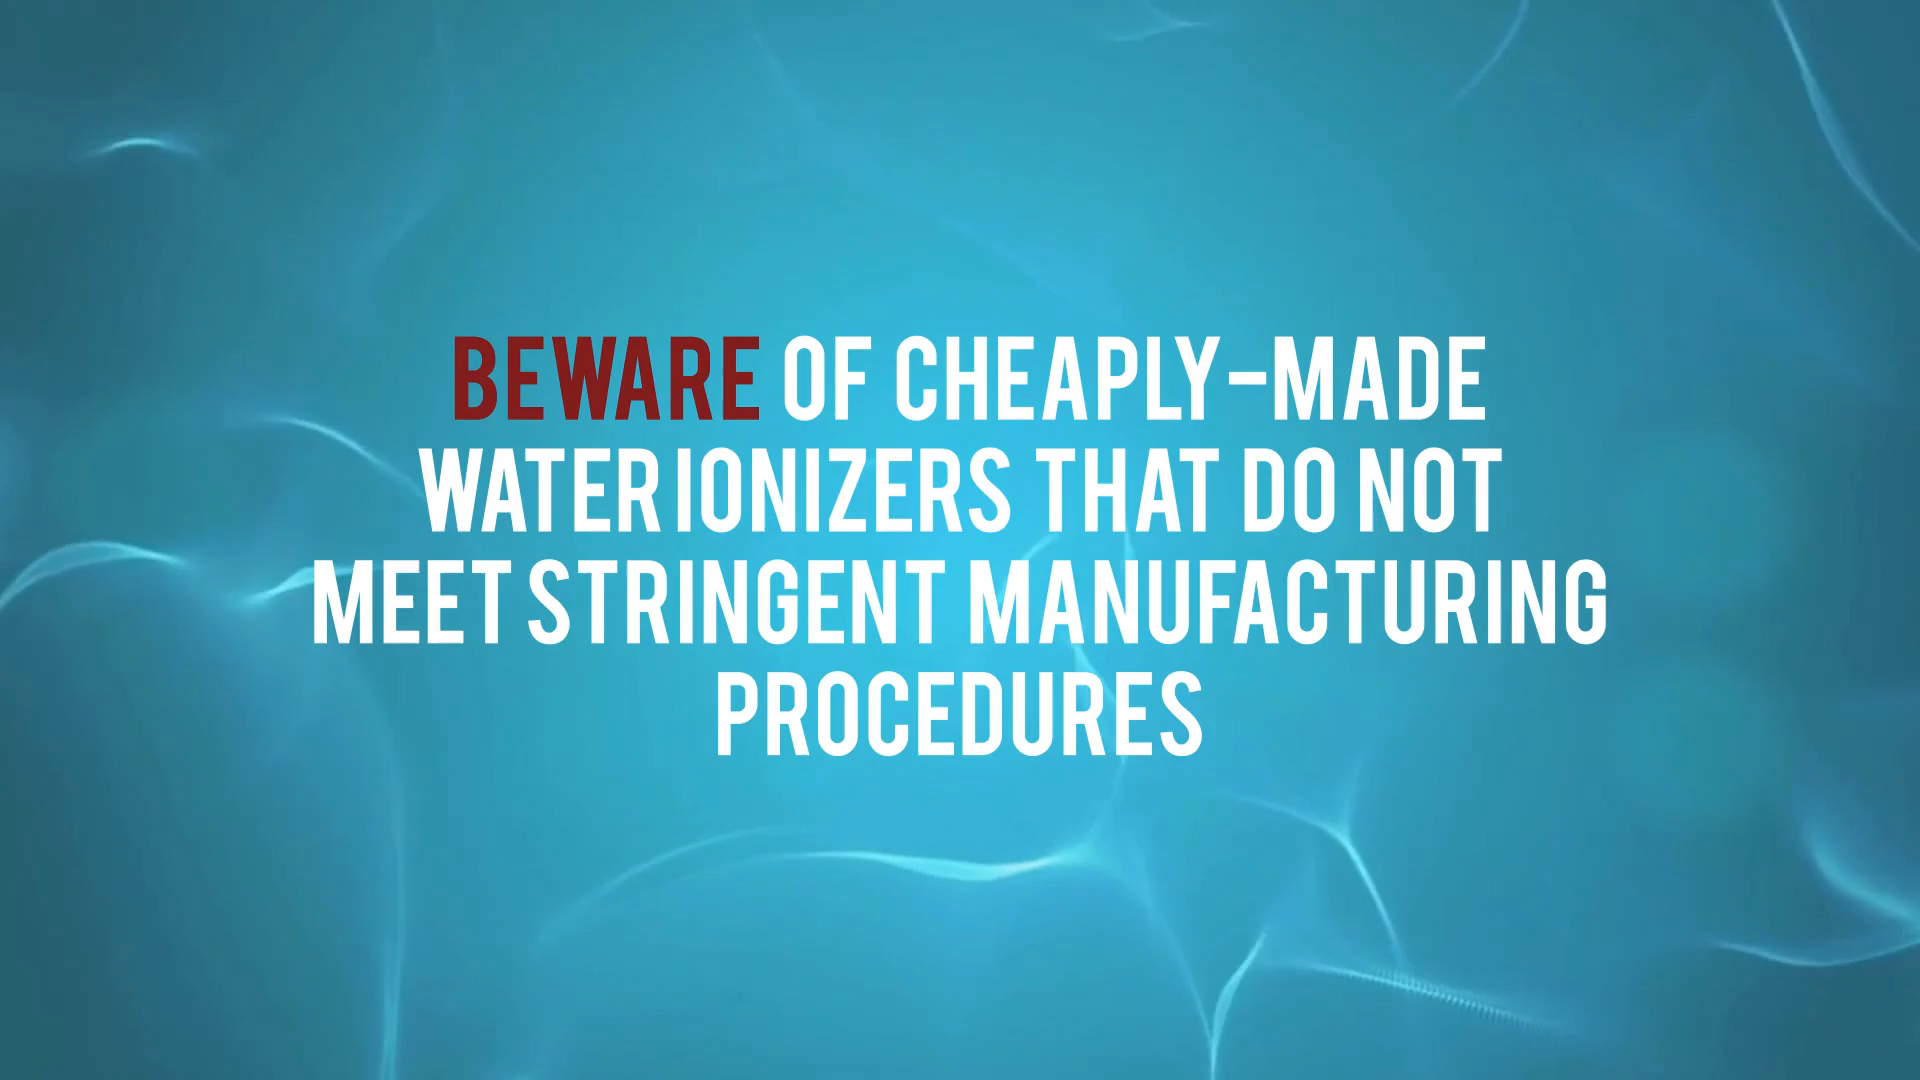 BEWARE OF CHEAPLY-MADE
WATER IONIZERS THAT DO NOT
MEET STRINGENT MANUFACTURING
PROCEDURES